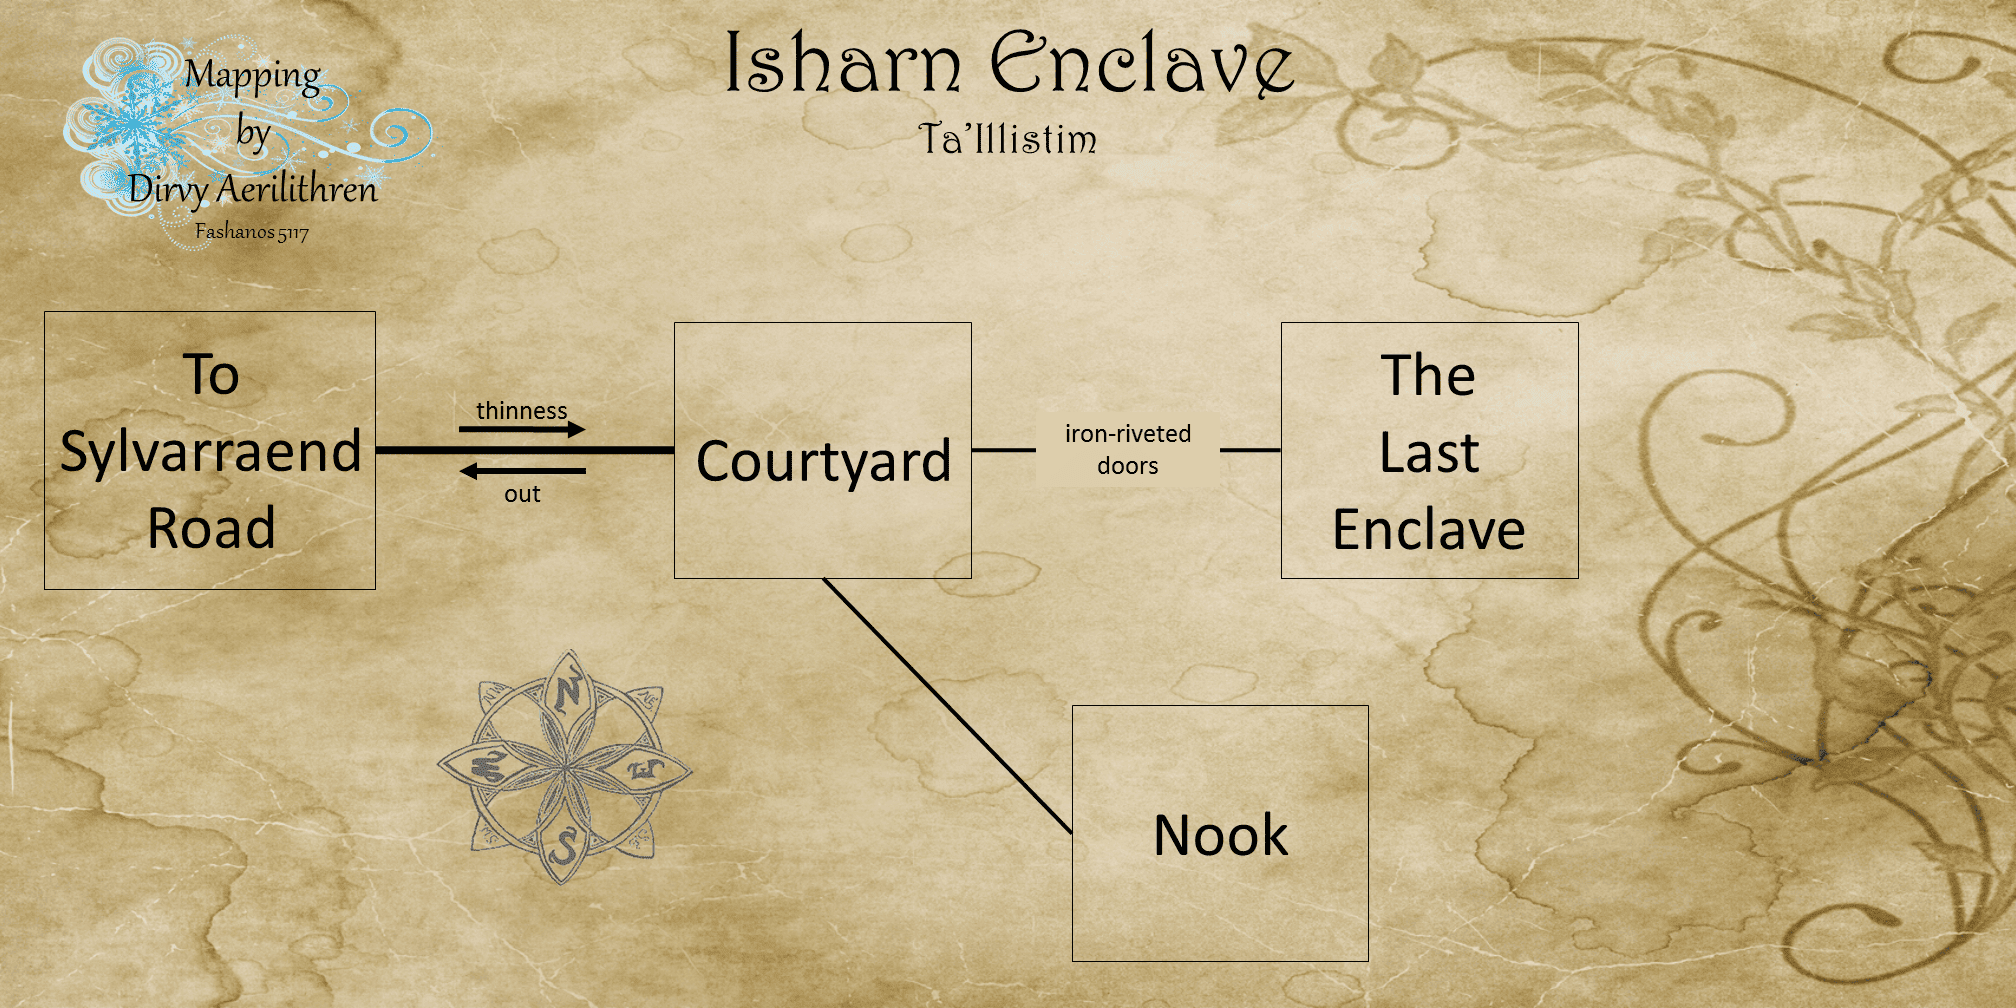 Isharn Enclave
Ta'Illistim
Mapping
by
Dirvy Aerilithren
Fashanos 5117
To
Sylvarraend
Road
thinness
out
Courtyard
iron-riveted
doors
The
Last
Enclave
Nook
N
W
E
S